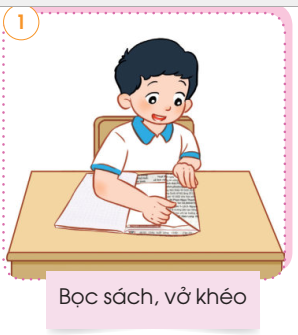 1
Bọc sách, vở khéo